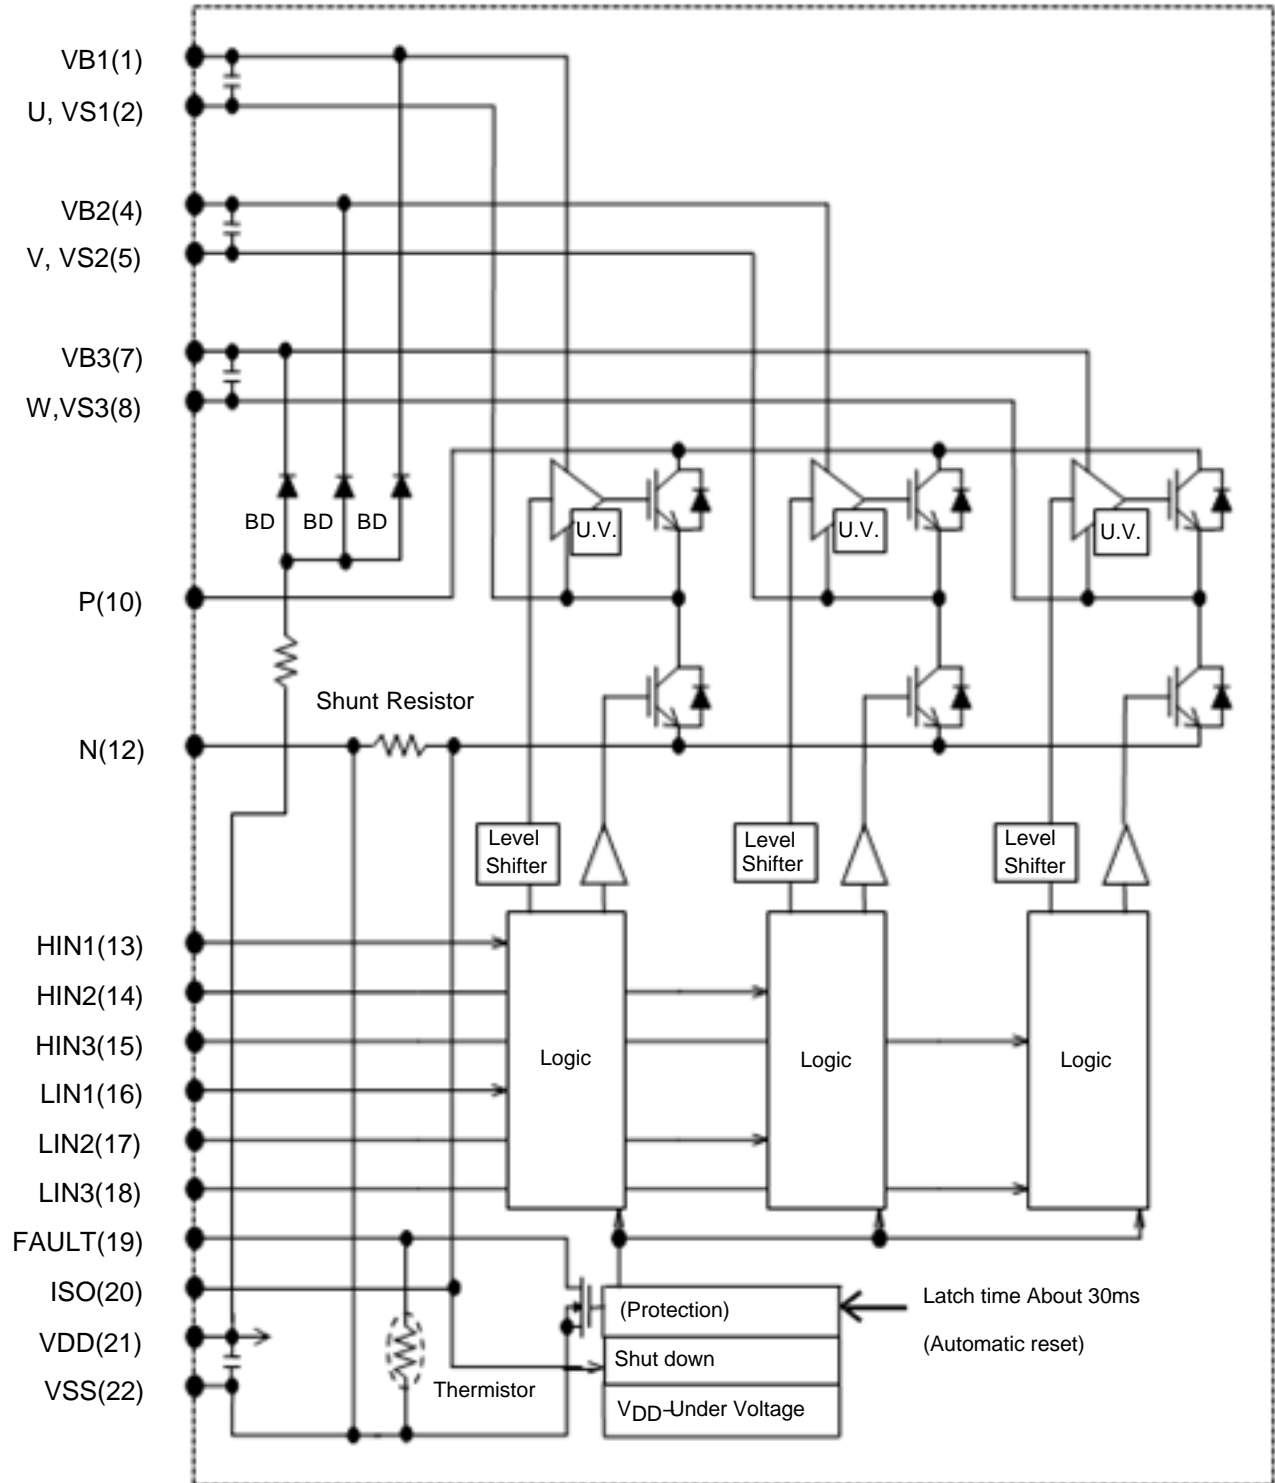 VB1(1)
U, VS1(2)
VB2(4)
V, VS2(5)
VB3(7)
W,VS3(8)
BD BD BD
U.V. U.V. U.V.
P(10)
Shunt Resistor
N(12)
Level Shifter
Level Shifter
Level Shifter
HIN1(13)
HIN2(14)
HIN3(15)
Logic Logic Logic
LIN1(16)
LIN2(17)
LIN3(18)
FAULT(19)
ISO(20)
(Protection)
Latch time About 30ms
(Automatic reset)
VDD(21)
Shut down
VSS(22)
Thermistor
VDD-Under Voltage